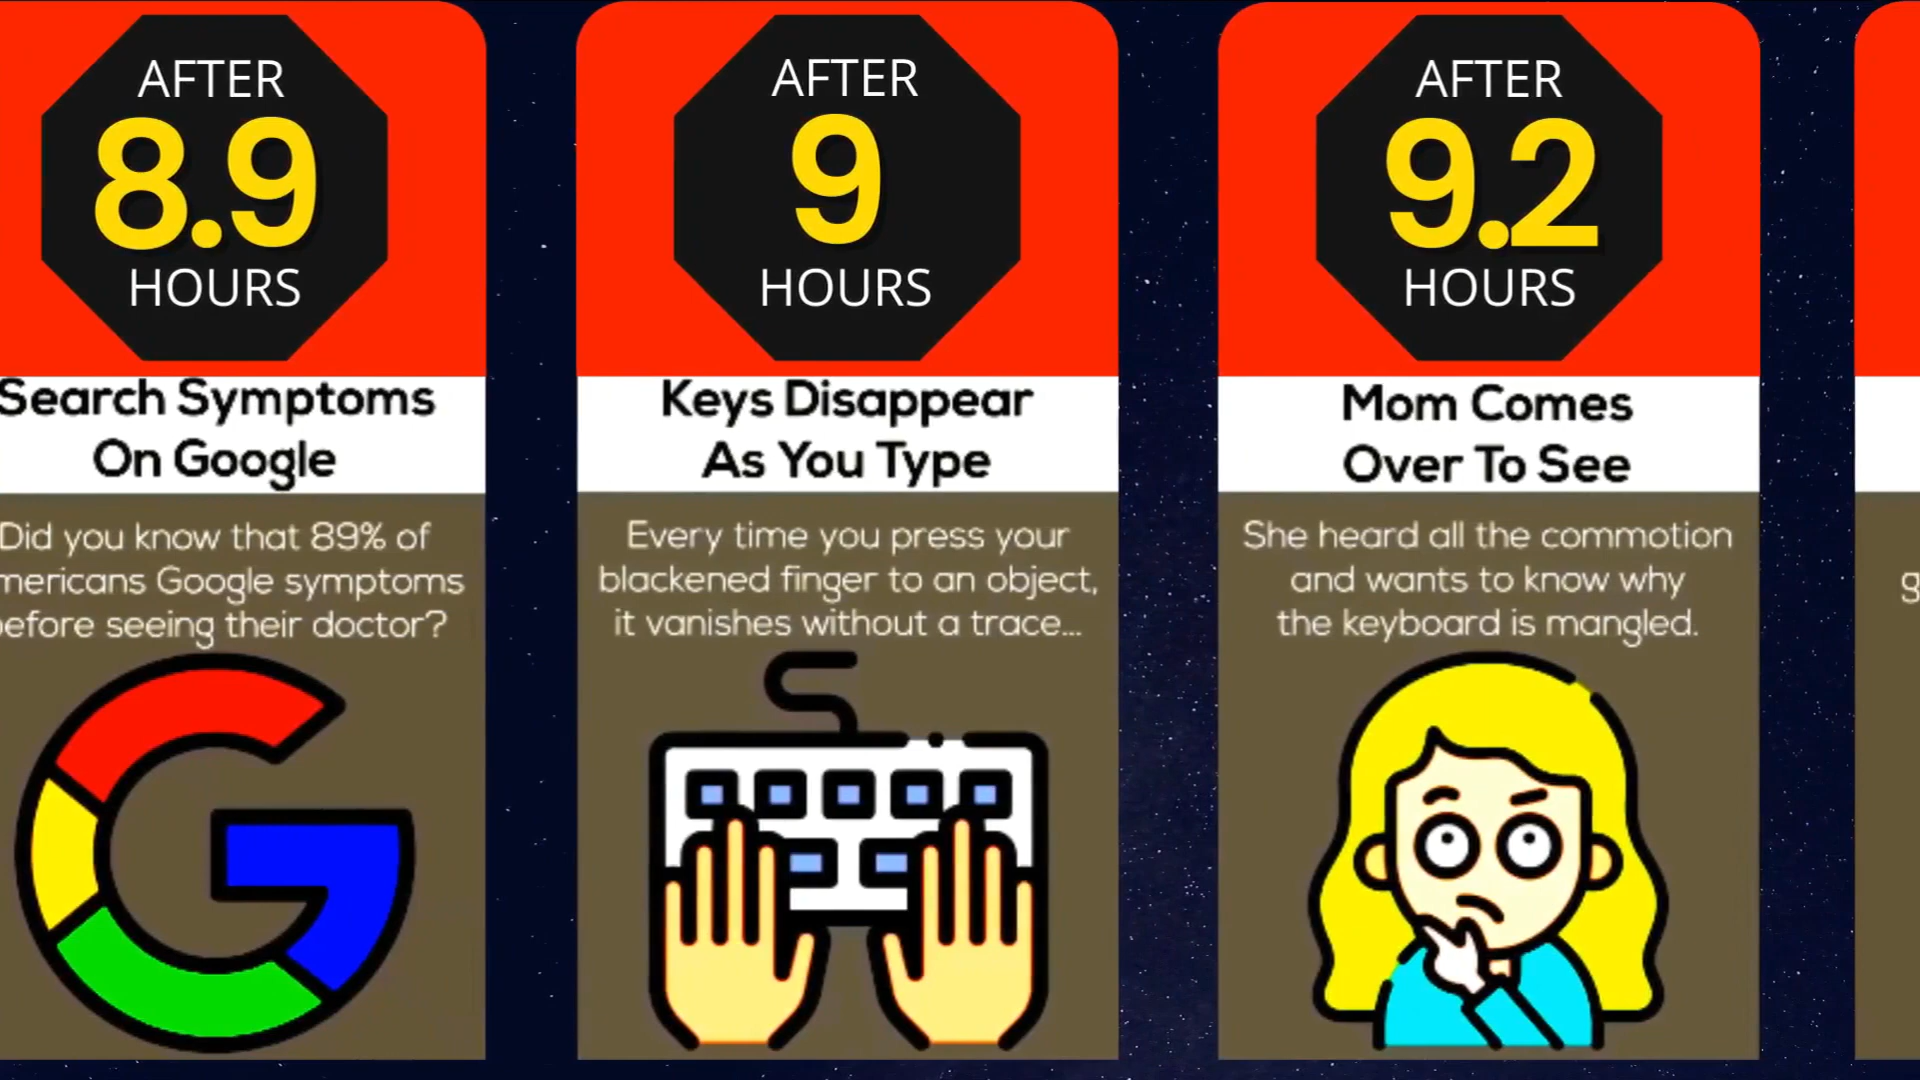 AFTER
8.9
HOURS
Search Symptoms
On Google
Did you know that 89% of
mericans Google symptoms
before seeing their doctor?
AFTER
9
HOURS
Keys Disappear
As You Type
Every time you press your
blackened finger to an object,
it vanishes without a trace...
AFTER
9.2
HOURS
Mom Comes
Over To See
She heard all the commotion
and wants to know why
the keyboard is mangled.
g